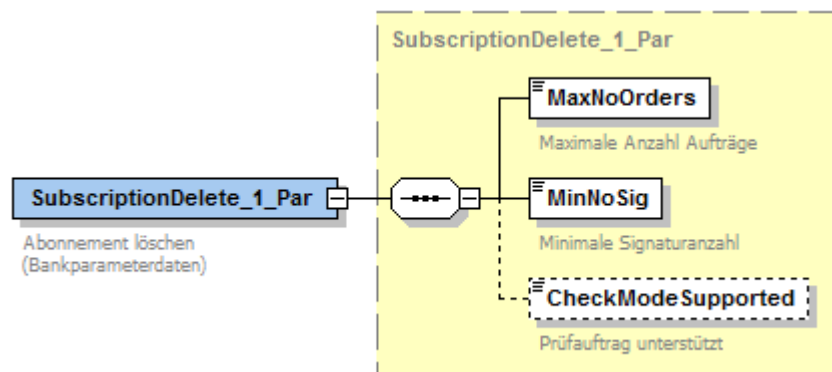 SubscriptionDelete_1_Par
MaxNoOrders
Maximale Anzahl Aufträge
SubscriptionDelete_1_Par
Abonnement löschen
(Bankparameterdaten)
MinNoSig
Minimale Signaturanzahl
CheckModeSupported
Prüfauftrag unterstützt